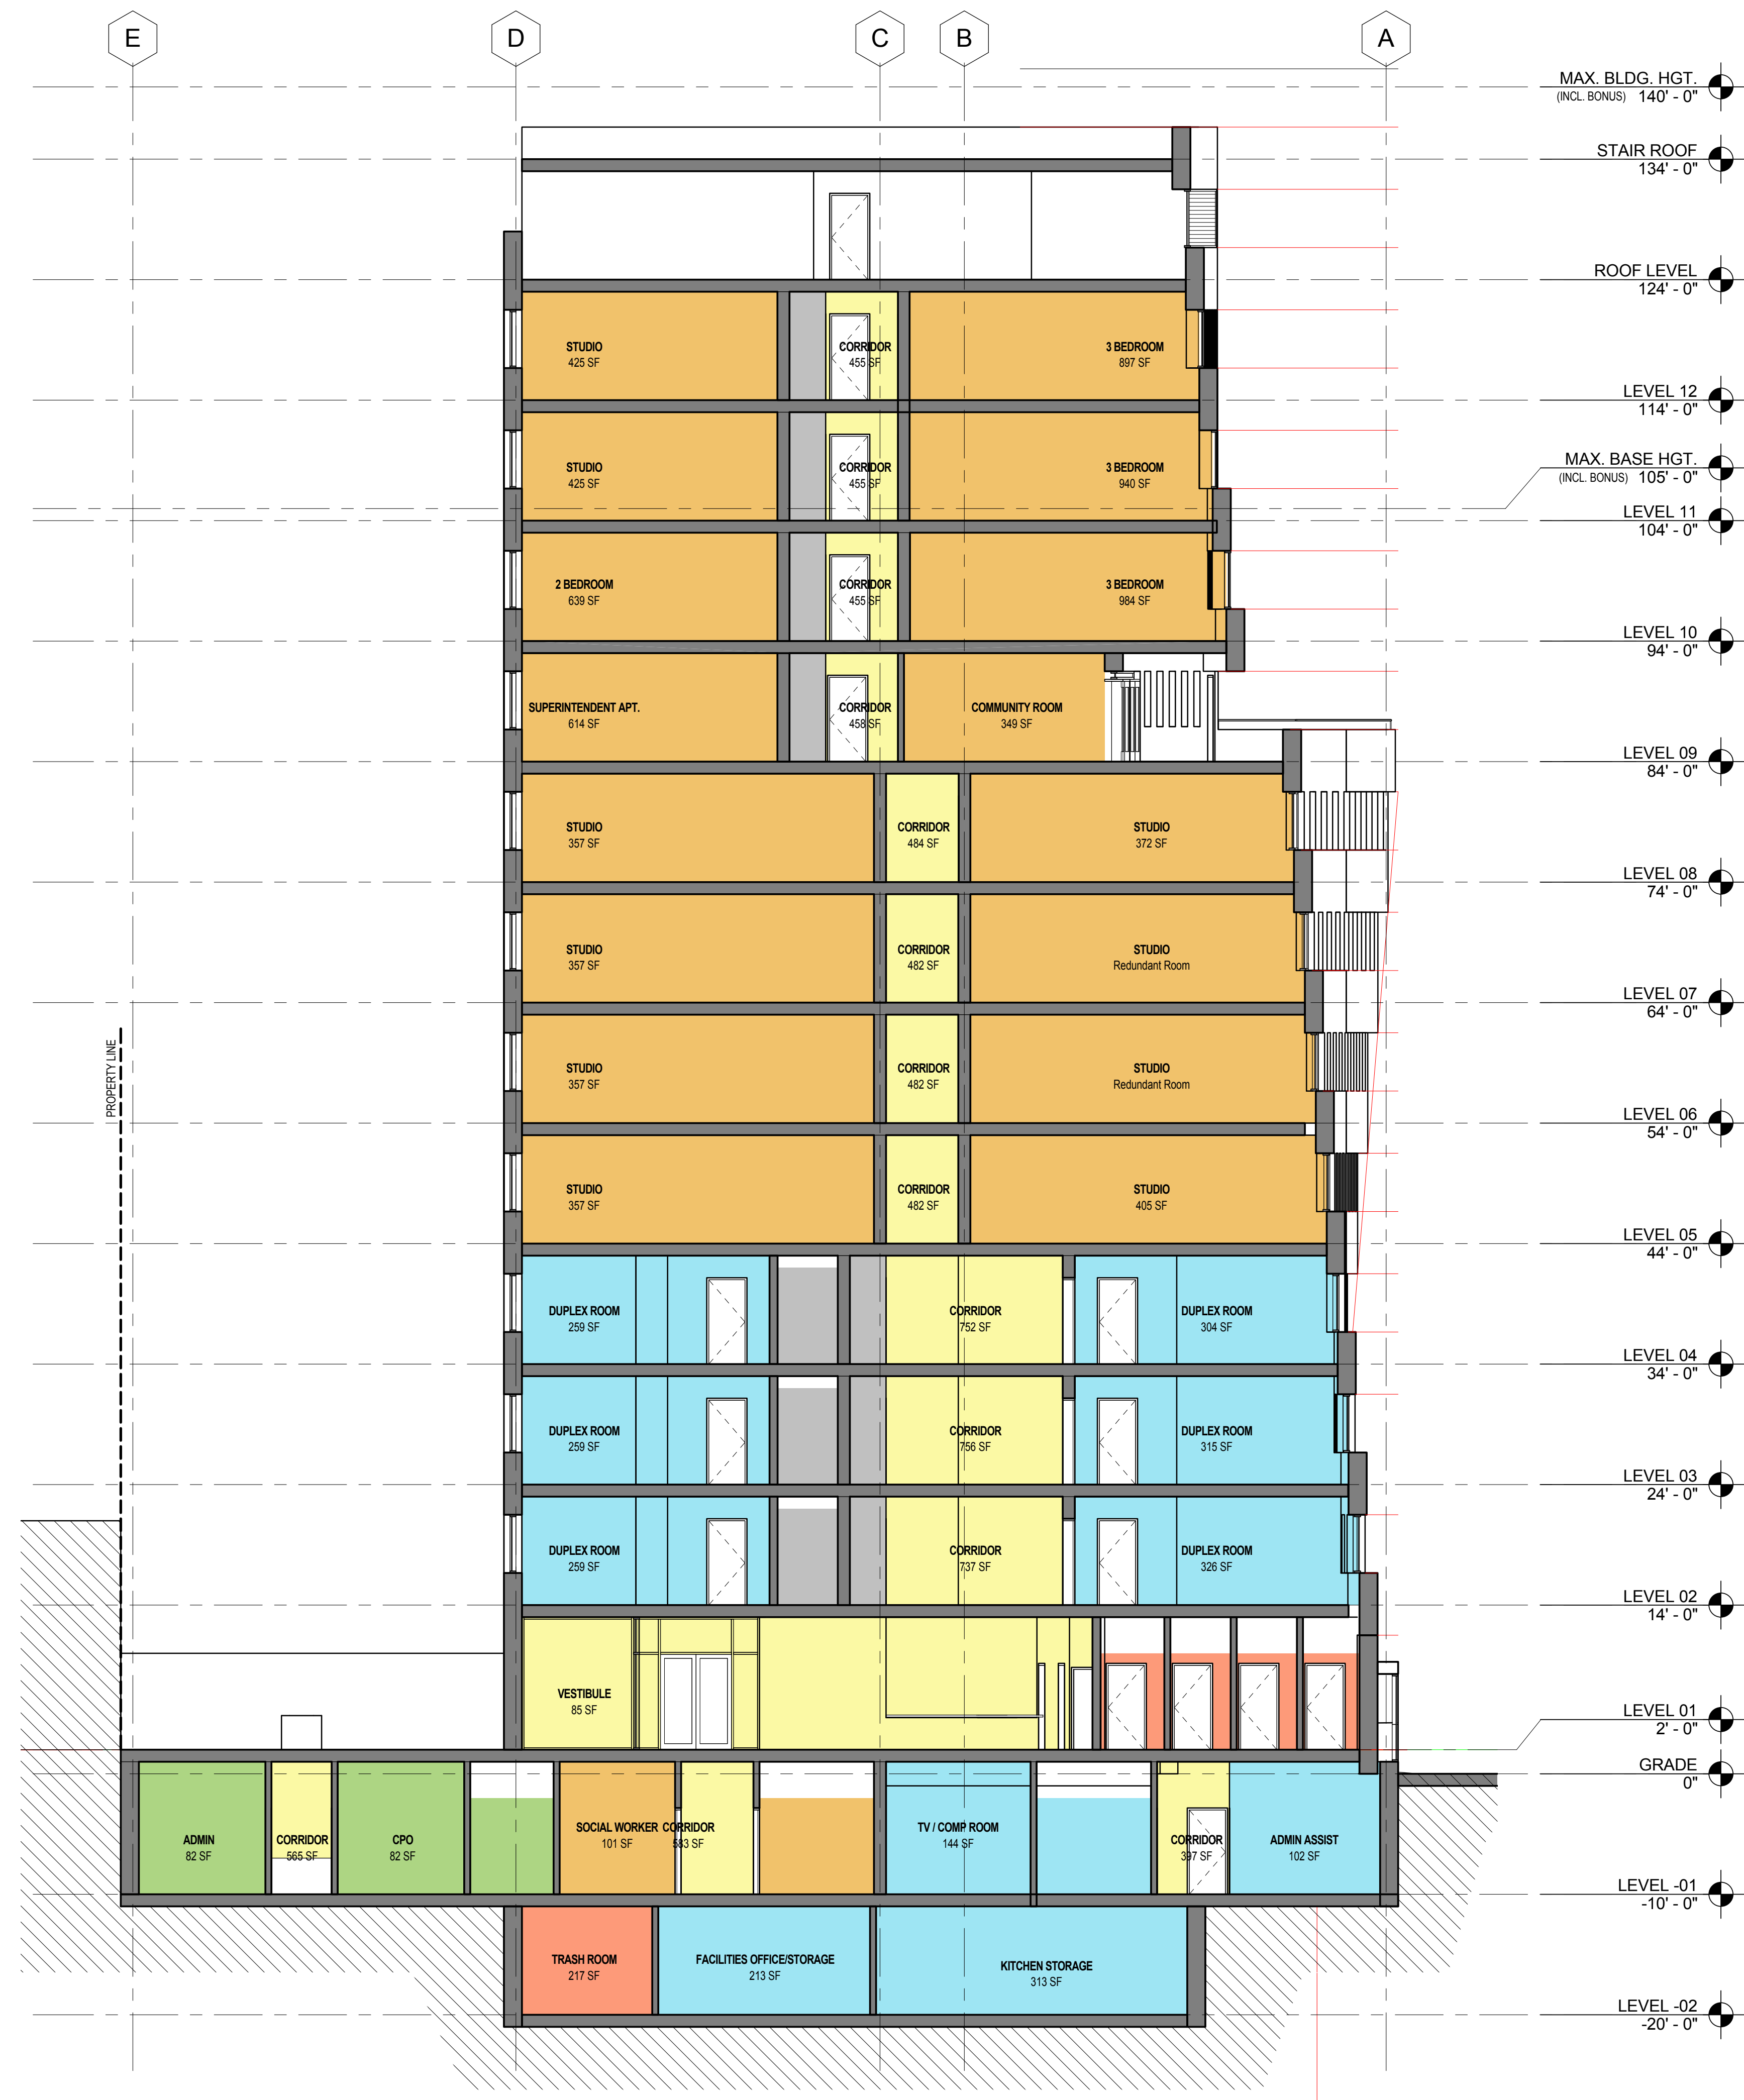 E
D
C
B
A
MAX. BLDG. HGT.
(INCL. BONUS) 140' - 0"
STAIR ROOF
134' - 0"
ROOF LEVEL
124' - 0"
STUDIO
425 SF
CORRIDOR
455 SF
3 BEDROOM
897 SF
LEVEL 12
114' - 0"
STUDIO
425 SF
CORRIDOR
455 SF
3 BEDROOM
940 SF
MAX. BASE HGT.
(INCL. BONUS) 105' - 0"
LEVEL 11
104' - 0"
2 BEDROOM
639 SF
CORRIDOR
455 SF
3 BEDROOM
984 SF
LEVEL 10
94' - 0"
SUPERINTENDENT APT.
614 SF
CORRIDOR
458 SF
COMMUNITY ROOM
349 SF
LEVEL 09
84' - 0"
STUDIO
357 SF
CORRIDOR
484 SF
STUDIO
372 SF
LEVEL 08
74' - 0"
STUDIO
357 SF
CORRIDOR
482 SF
STUDIO
Redundant Room
LEVEL 07
64' - 0"
PROPERTY LINE
STUDIO
357 SF
CORRIDOR
482 SF
STUDIO
Redundant Room
LEVEL 06
54' - 0"
STUDIO
357 SF
CORRIDOR
482 SF
STUDIO
405 SF
LEVEL 05
44' - 0"
DUPLEX ROOM
259 SF
CORRIDOR
752 SF
DUPLEX ROOM
304 SF
LEVEL 04
34' - 0"
DUPLEX ROOM
259 SF
CORRIDOR
756 SF
DUPLEX ROOM
315 SF
LEVEL 03
24' - 0"
DUPLEX ROOM
259 SF
CORRIDOR
737 SF
DUPLEX ROOM
326 SF
LEVEL 02
14' - 0"
VESTIBULE
85 SF
LEVEL 01
2' - 0"
GRADE
0"
ADMIN
82 SF
CORRIDOR
565 SF
CPO
82 SF
SOCIAL WORKER
101 SF
CORRIDOR
583 SF
TV / COMP ROOM
144 SF
CORRIDOR
397 SF
ADMIN ASSIST
102 SF
LEVEL -01
-10' - 0"
TRASH ROOM
217 SF
FACILITIES OFFICE/STORAGE
213 SF
KITCHEN STORAGE
313 SF
LEVEL -02
-20' - 0"